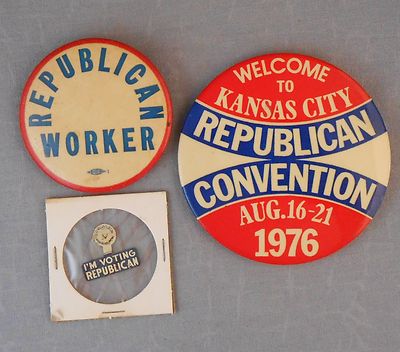 REPUBLICAN
WORKER
WELCOME
TO
KANSAS CITY
REPUBLICAN
CONVENTION
AUG. 16-21
1976
I'M VOTING
REPUBLICAN